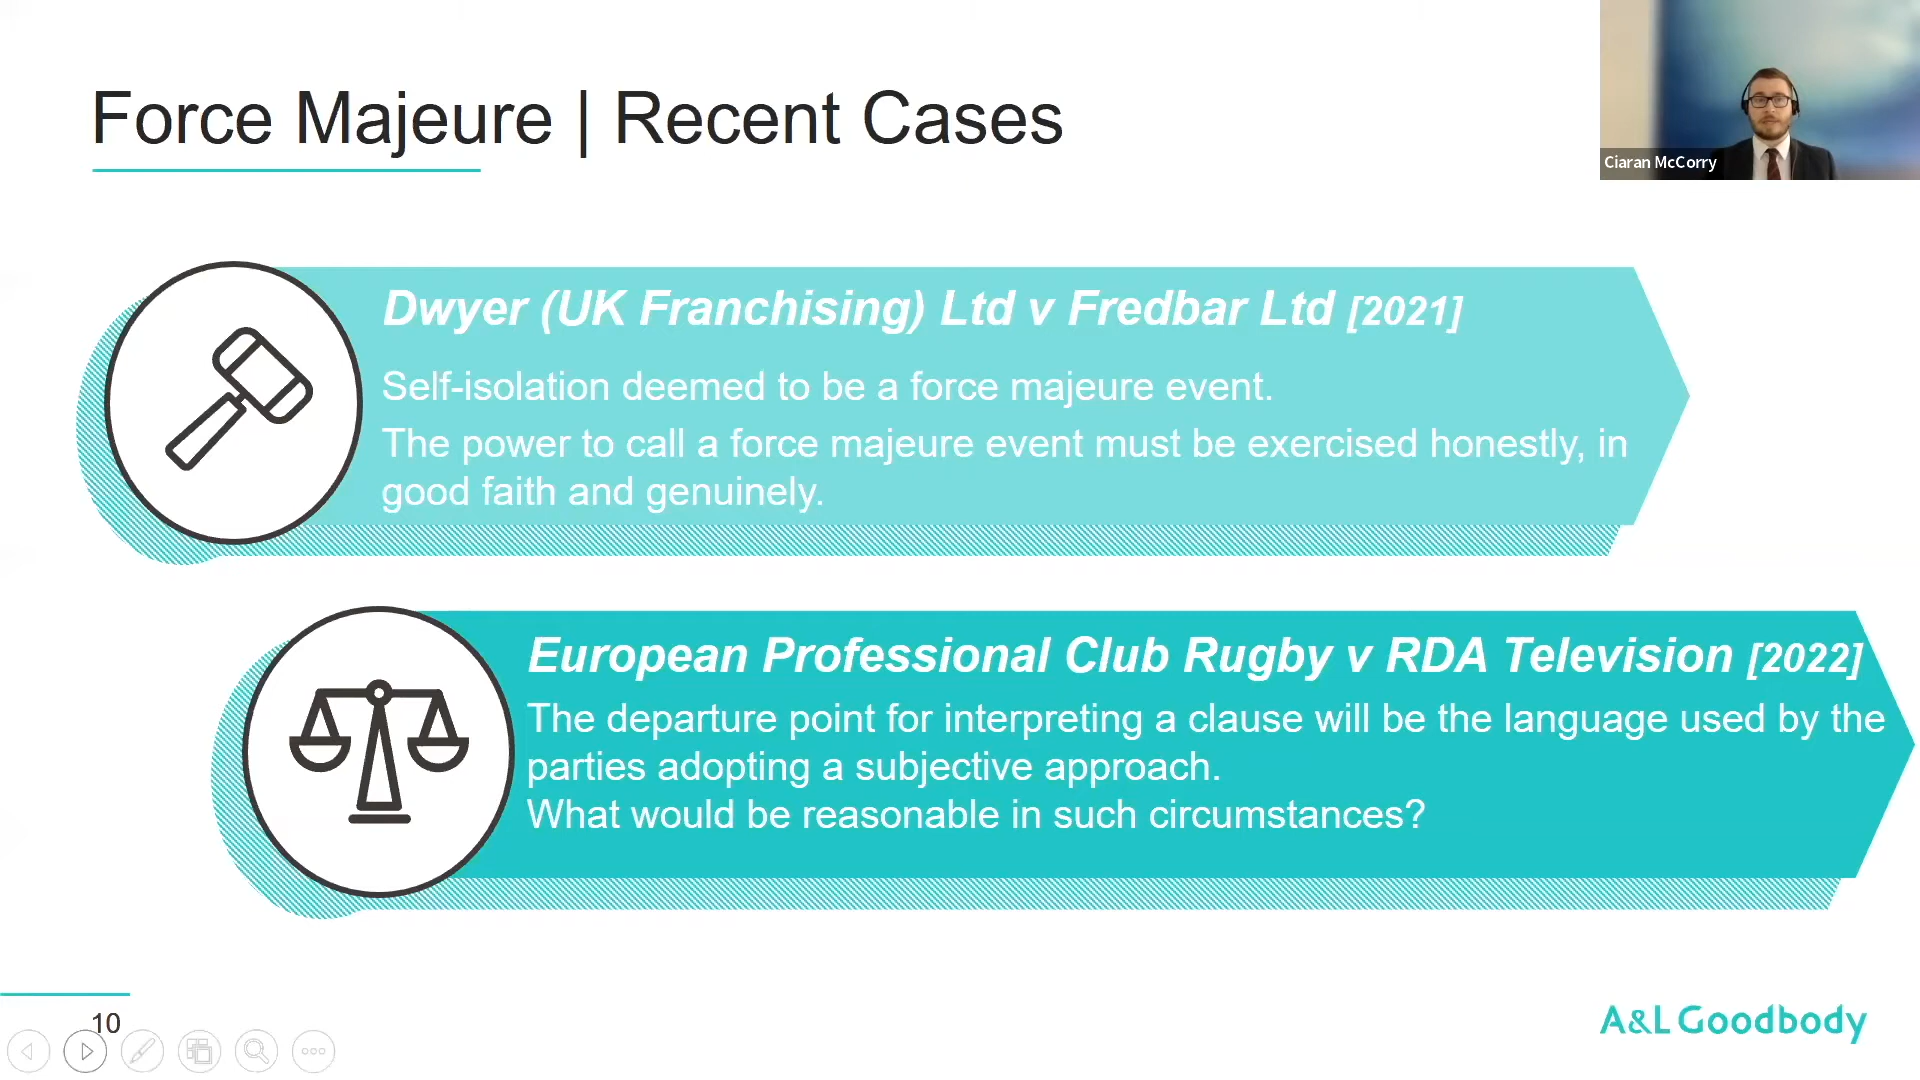 Force Majeure | Recent Cases
Ciaran McCorry
Dwyer (UK Franchising) Ltd v Fredbar Ltd [2021]
Self-isolation deemed to be a force majeure event.
The power to call a force majeure event must be exercised honestly, in
good faith and genuinely.
European Professional Club Rugby v RDA Television [2022]
The departure point for interpreting a clause will be the language used by the
parties adopting a subjective approach.
What would be reasonable in such circumstances?
10
A&L Goodbody